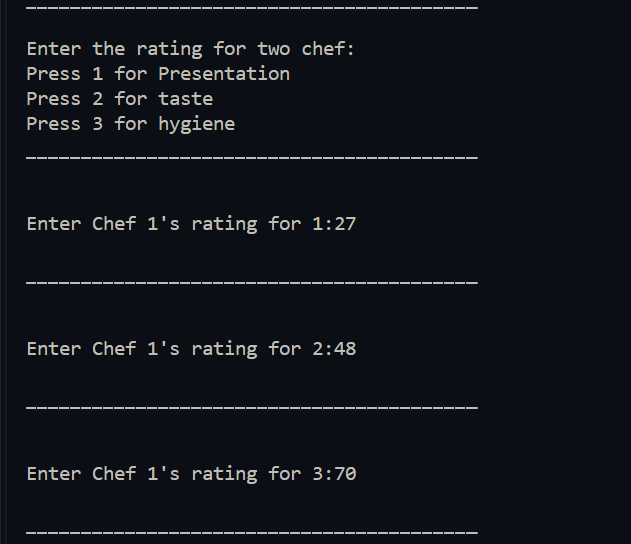 Enter the rating for two chef:
Press 1 for Presentation
Press 2 for taste
Press 3 for hygiene
Enter Chef 1's rating for 1:27
Enter Chef 1's rating for 2:48
Enter Chef 1's rating for 3:70